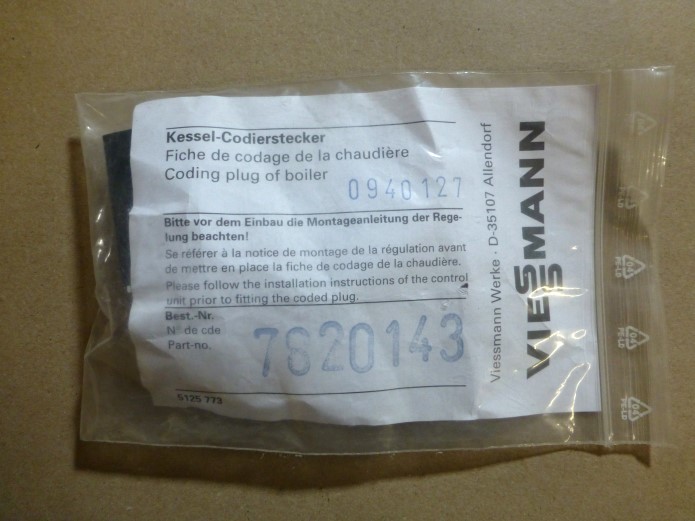 Kessel-Codierstecker
Fiche de codage de la chaudière
Coding plug of boiler
0940127
Bitte vor dem Einbau die Montageanleitung der Rege-
lung beachten!
Se référer à la notice de montage de la régulation avant
de mettre en place la fiche de codage de la chaudière.
Please follow the installation instructions of the control
unit prior to fitting the coded plug.
Best.-Nr.
N° de cde
Part-no.
7820143
5125 773
Viessmann Werke · D-35107 Allendorf
VIESSMANN